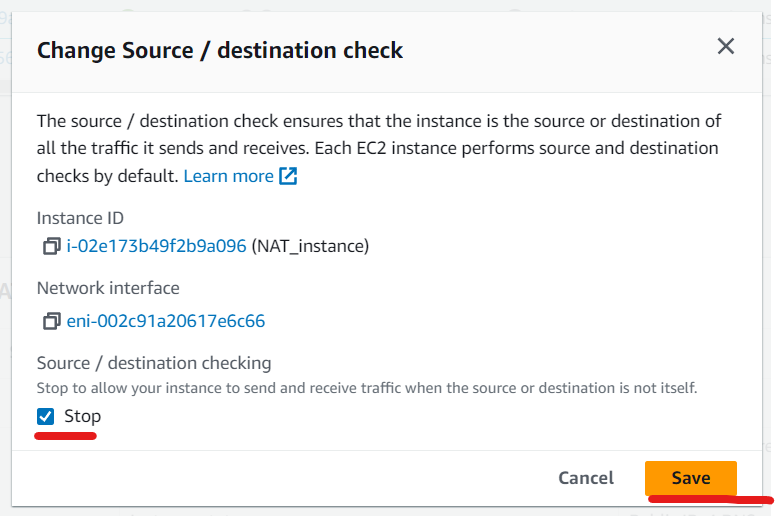 Change Source / destination check
The source / destination check ensures that the instance is the source or destination of
all the traffic it sends and receives. Each EC2 instance performs source and destination
checks by default. Learn more
Instance ID
i-02e173b49f2b9a096 (NAT_instance)
Network interface
eni-002c91a20617e6c66
Source / destination checking
Stop to allow your instance to send and receive traffic when the source or destination is not itself.
Stop
Cancel
Save